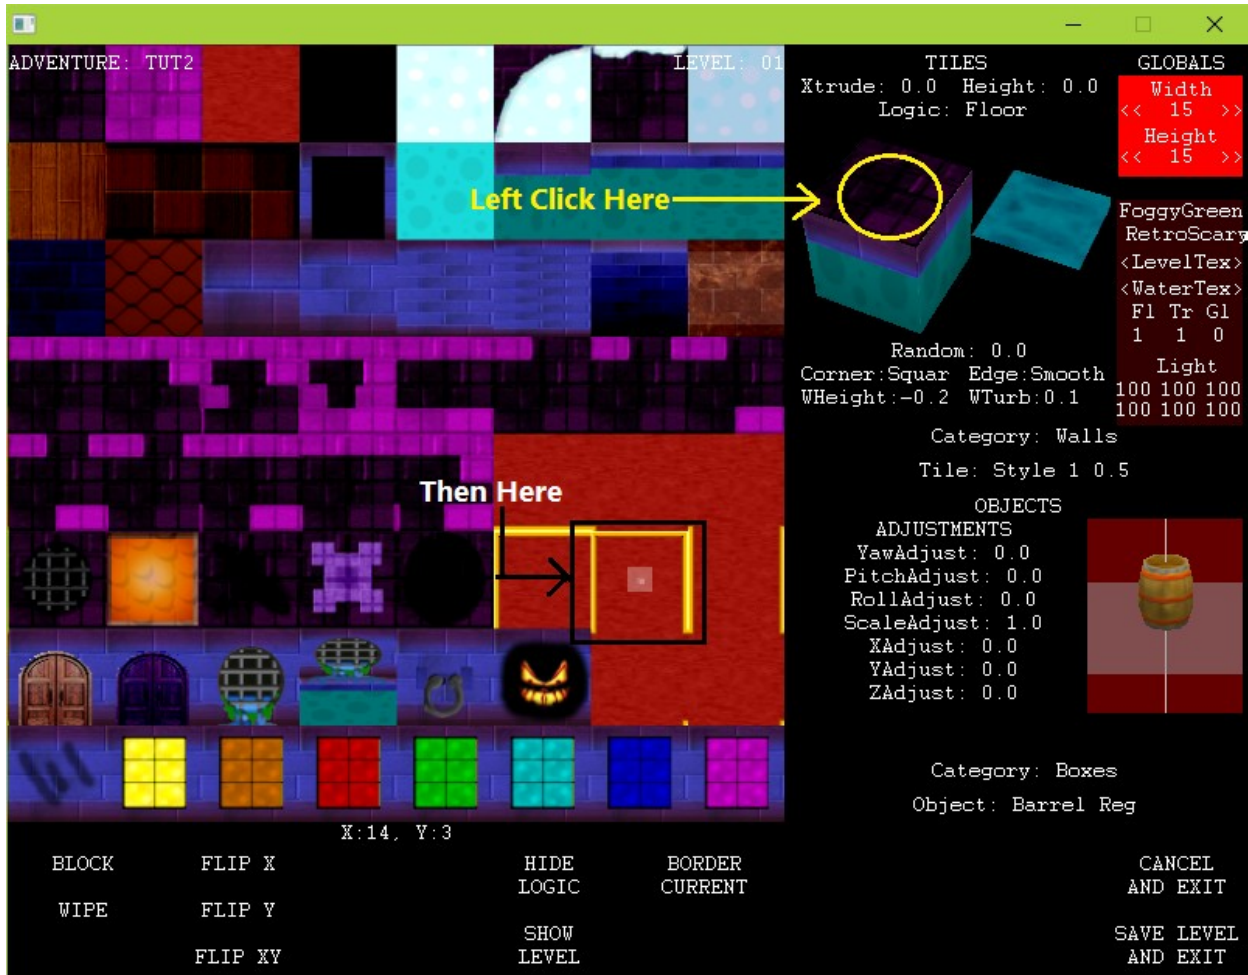 ADVENTURE: TUT2
LEVEL: 01
TILES
Xtrude: 0.0 Height: 0.0
Logic: Floor
GLOBALS
Width
<< 15 >>
Height
<< 15 >>
Left Click Here
FoggyGreen
RetroScary
<LevelTex>
<WaterTex>
Fl Tr Gl
1 1 0
Light
100 100 100
100 100 100
Random: 0.0
Corner:Squar Edge:Smooth
WHeight:-0.2 WTurb:0.1
Category: Walls
Tile: Style 1 0.5
Then Here
OBJECTS
ADJUSTMENTS
YawAdjust: 0.0
PitchAdjust: 0.0
RollAdjust: 0.0
ScaleAdjust: 1.0
XAdjust: 0.0
YAdjust: 0.0
ZAdjust: 0.0
Category: Boxes
Object: Barrel Reg
X:14, Y:3
BLOCK
WIPE
FLIP X
FLIP Y
FLIP XY
HIDE
LOGIC
SHOW
LEVEL
BORDER
CURRENT
CANCEL
AND EXIT
SAVE LEVEL
AND EXIT